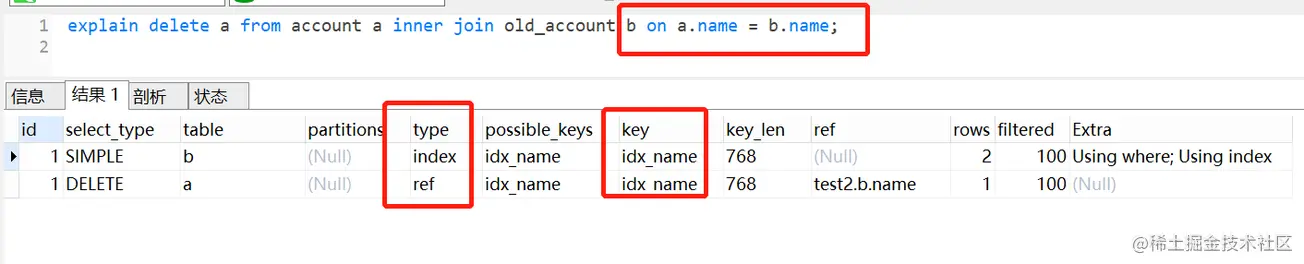 1 explain delete a from account a inner join old_account b on a.name = b.name;
2
信息 结果 1 剖析 状态
id select_type table partitions type possible_keys key key_len ref rows filtered Extra
1 SIMPLE b (Null) index idx_name idx_name 768 (Null) 2 100 Using where; Using index
1 DELETE a (Null) ref idx_name idx_name 768 test2.b.name 1 100 (Null)
@稀土掘金技术社区